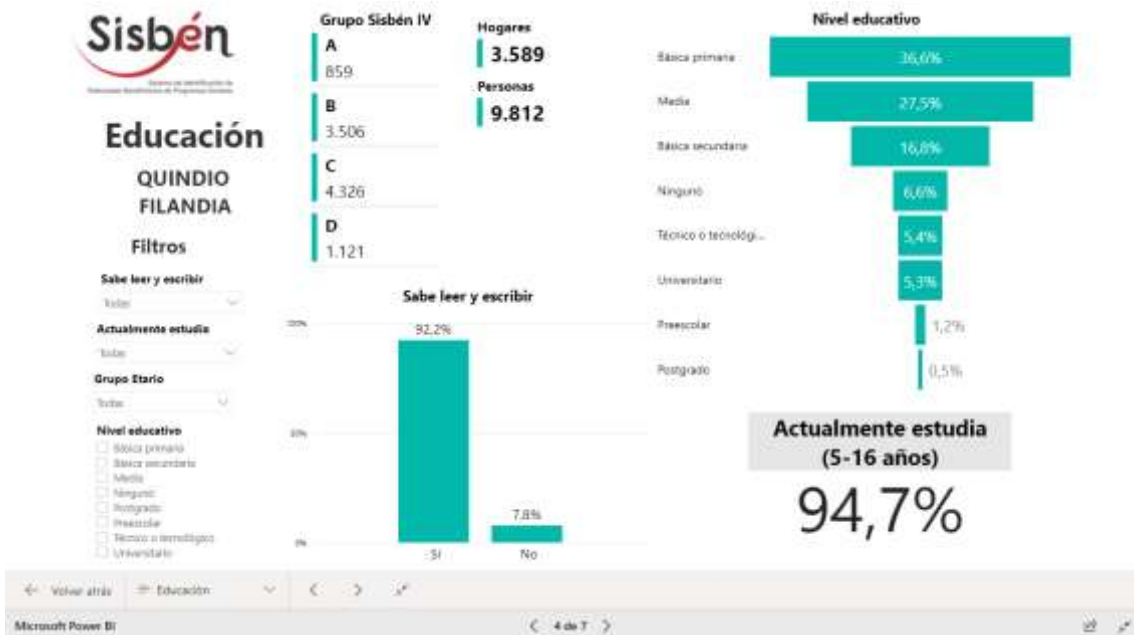 Sisbén
Educación
QUINDIO
FILANDIA
Filtros
Sabe leer y escribir
Todas
Actualmente estudia
Todas
Grupo Etario
Todas
Nivel educativo
Básica primaria
Básica secundaria
Media
Ninguno
Postgrado
Preescolar
Técnico o tecnológico
Universitario
Grupo Sisbén IV
A
859
B
3.506
C
4.326
D
1.121
Hogares
3.589
Personas
9.812
Sabe leer y escribir
100%
92,2%
50%
7,8%
0%
Sí
No
Nivel educativo
Básica primaria 36,6%
Media 27,5%
Básica secundaria 16,8%
Ninguno 6,6%
Técnico o tecnológi... 5,4%
Universitario 5,3%
Preescolar 1,2%
Postgrado 0,5%
Actualmente estudia
(5-16 años)
94,7%
Volver atrás
Educación
Microsoft Power BI
4 de 7